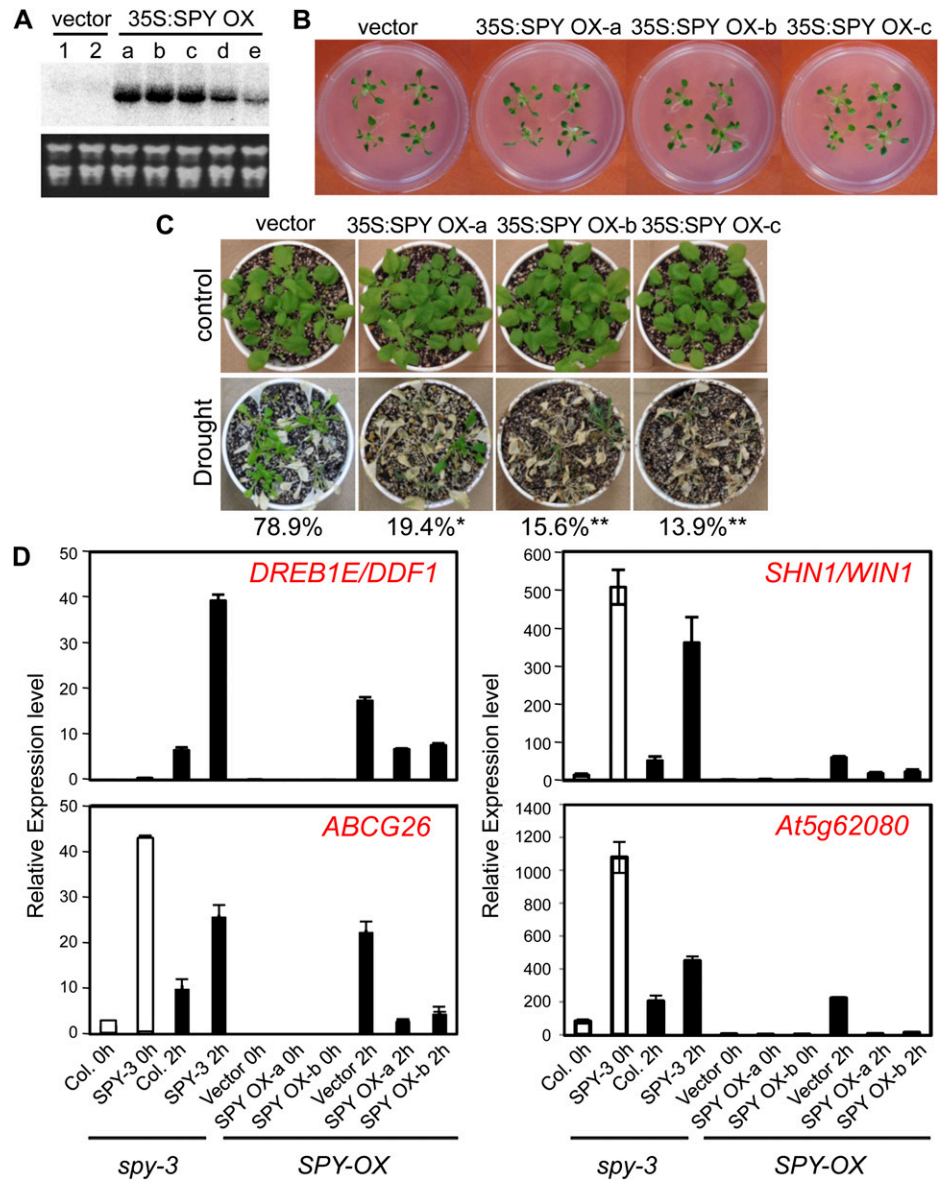 A
vector 35S:SPY OX
1 2 a b c d e
B
vector 35S:SPY OX-a 35S:SPY OX-b 35S:SPY OX-c
C
vector 35S:SPY OX-a 35S:SPY OX-b 35S:SPY OX-c
control
Drought
78.9% 19.4%* 15.6%** 13.9%**
D
Relative Expression level
50
40
30
20
10
0
DREB1E/DDF1
600
500
400
300
200
100
0
SHN1/WIN1
Relative Expression level
50
40
30
20
10
0
ABCG26
1400
1200
1000
800
600
400
200
0
At5g62080
Col. 0h
SPY-3 0h
Col. 2h
SPY-3 2h
Vector 0h
SPY OX-a 0h
SPY OX-b 0h
Vector 2h
SPY OX-a 2h
SPY OX-b 2h
spy-3 SPY-OX
Col. 0h
SPY-3 0h
Col. 2h
SPY-3 2h
Vector 0h
SPY OX-a 0h
SPY OX-b 0h
Vector 2h
SPY OX-a 2h
SPY OX-b 2h
spy-3 SPY-OX